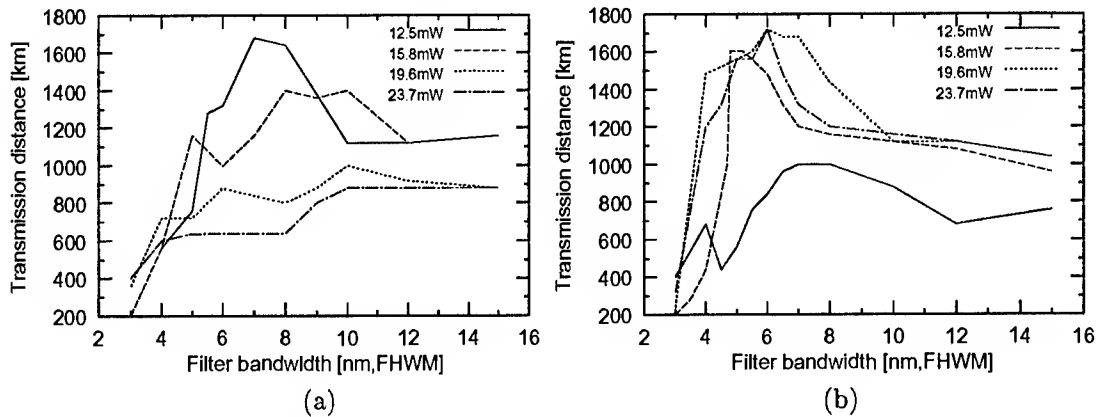 1800
1600
1400
1200
1000
800
600
400
200
Transmission distance [km]
12.5mW
15.8mW
19.6mW
23.7mW
2 4 6 8 10 12 14 16
Filter bandwidth [nm,FHWM]
(a)
1800
1600
1400
1200
1000
800
600
400
200
Transmission distance [km]
12.5mW
15.8mW
19.6mW
23.7mW
2 4 6 8 10 12 14 16
Filter bandwidth [nm,FHWM]
(b)